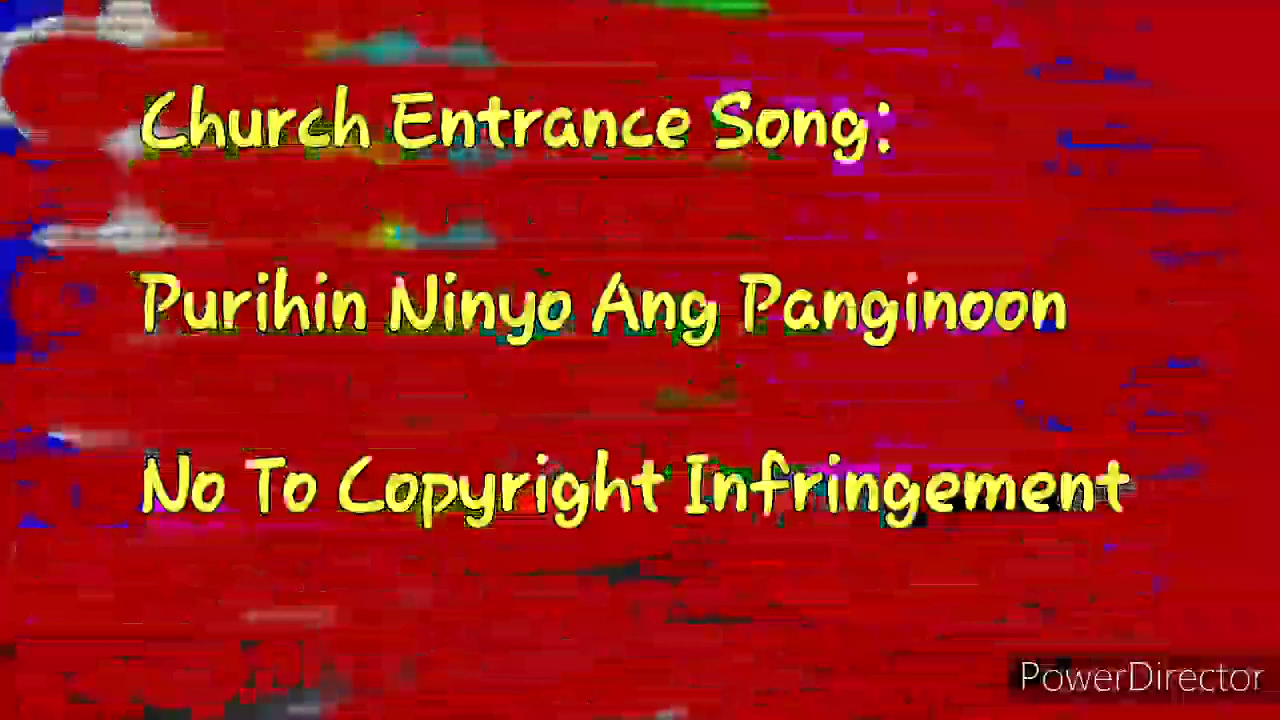 Church Entrance Song:
Purihin Ninyo Ang Panginoon
No To Copyright Infringement
PowerDirector